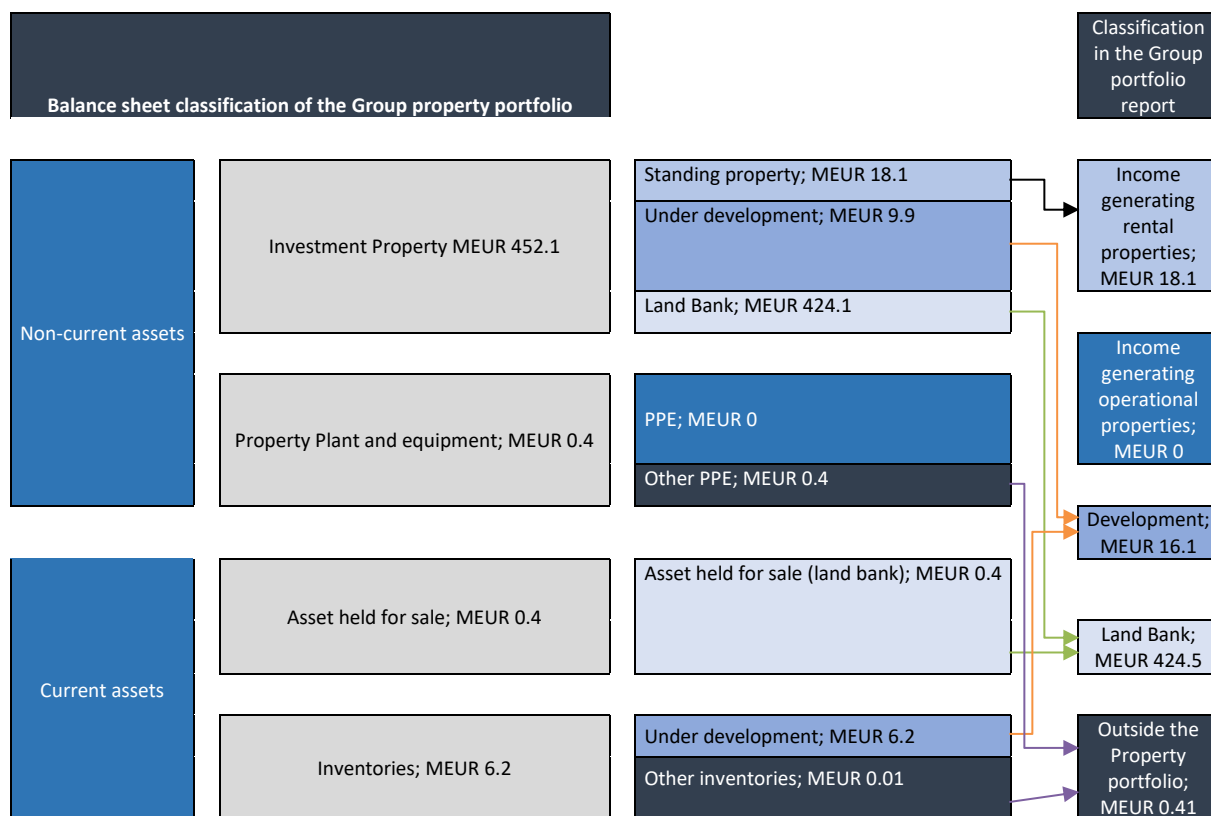 Balance sheet classification of the Group property portfolio
Classification
in the Group
portfolio
report
Non-current assets
Investment Property MEUR 452.1
Standing property; MEUR 18.1
Under development; MEUR 9.9
Land Bank; MEUR 424.1
Income
generating
rental
properties;
MEUR 18.1
Property Plant and equipment; MEUR 0.4
PPE; MEUR 0
Other PPE; MEUR 0.4
Income
generating
operational
properties;
MEUR 0
Development;
MEUR 16.1
Current assets
Asset held for sale; MEUR 0.4
Asset held for sale (land bank); MEUR 0.4
Land Bank;
MEUR 424.5
Inventories; MEUR 6.2
Under development; MEUR 6.2
Other inventories; MEUR 0.01
Outside the
Property
portfolio;
MEUR 0.41